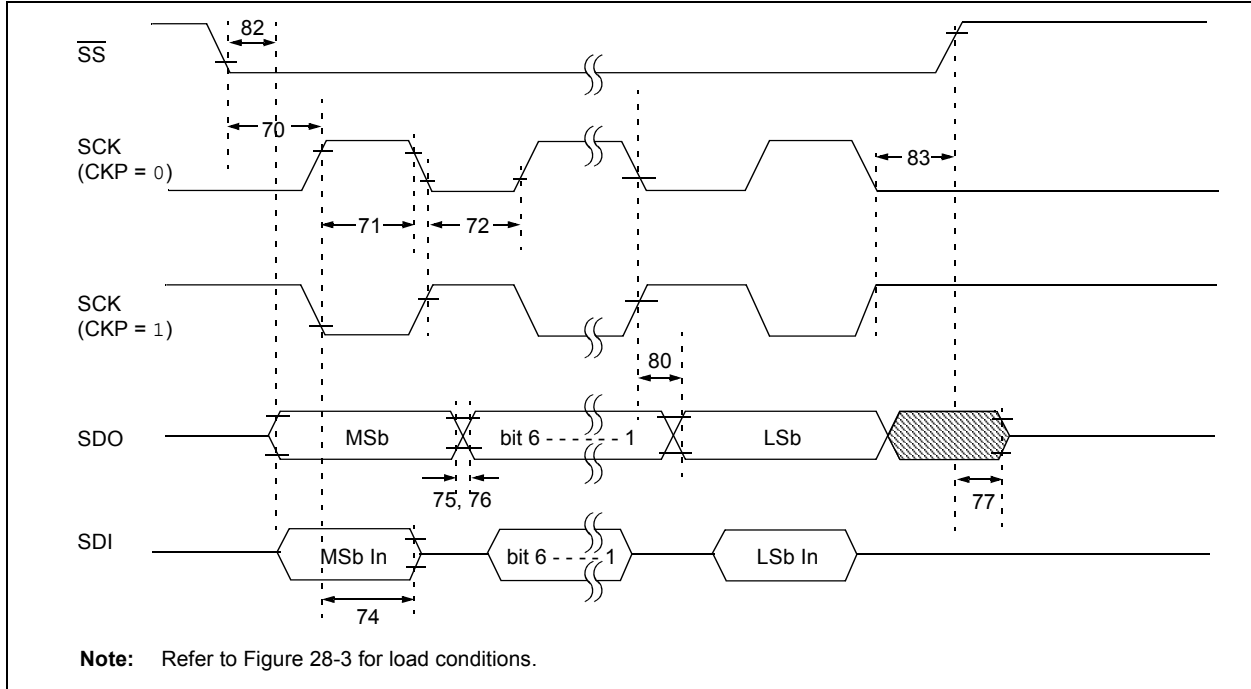 82
SS
70
SCK
(CKP = 0)
83
71
72
SCK
(CKP = 1)
80
SDO
MSb
bit 6 - - - - - - 1
LSb
75, 76
77
SDI
MSb In
bit 6 - - - - 1
LSb In
74
Note: Refer to Figure 28-3 for load conditions.